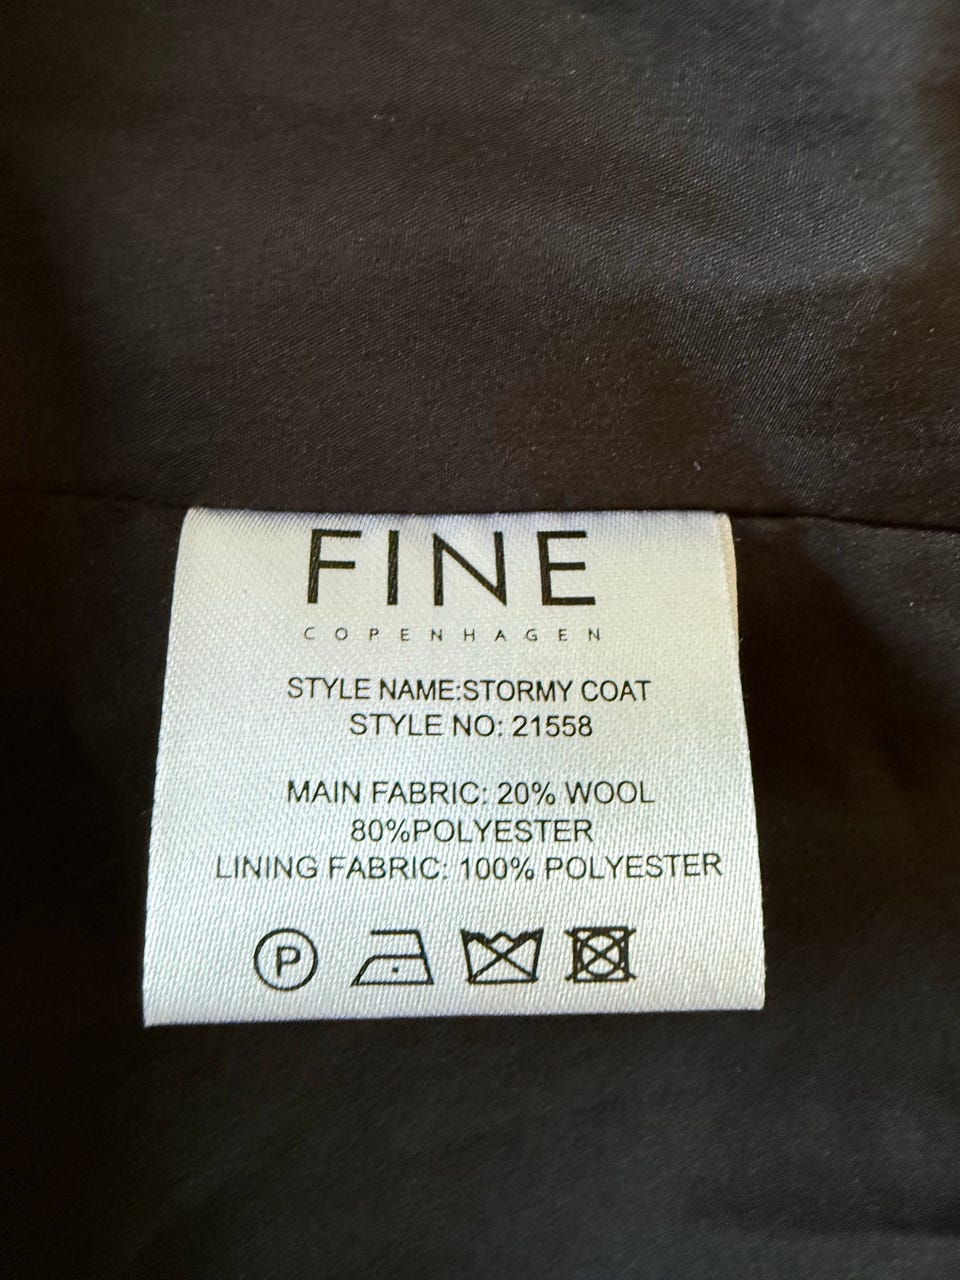 FINE
COPENHAGEN
STYLE NAME:STORMY COAT
STYLE NO: 21558
MAIN FABRIC: 20% WOOL
80%POLYESTER
LINING FABRIC: 100% POLYESTER
P